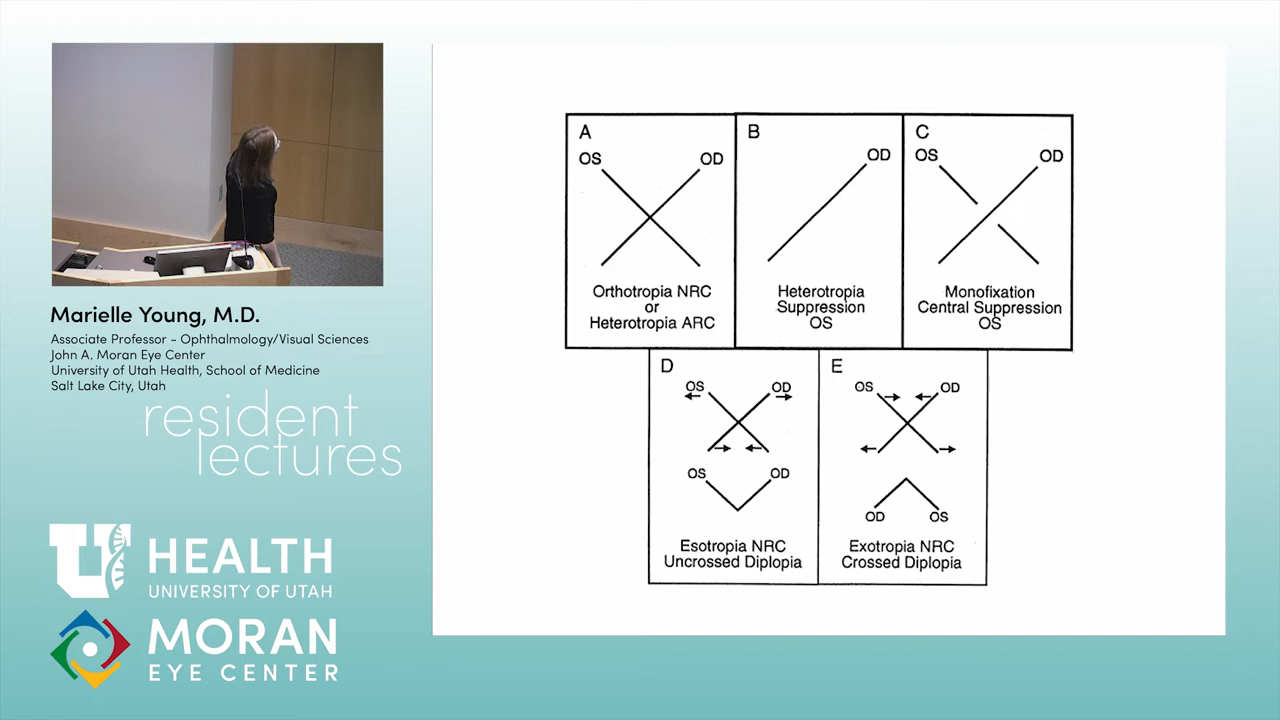 Marielle Young, M.D.
Associate Professor - Ophthalmology/Visual Sciences
John A. Moran Eye Center
University of Utah Health, School of Medicine
Salt Lake City, Utah
resident
lectures
U HEALTH
UNIVERSITY OF UTAH
MORAN
EYE CENTER
A
OS OD
Orthotropia NRC
or
Heterotropia ARC
B
OD
Heterotropia
Suppression
OS
C
OS OD
Monofixation
Central Suppression
OS
D
OS OD
OS OD
Esotropia NRC
Uncrossed Diplopia
E
OS OD
OD OS
Exotropia NRC
Crossed Diplopia